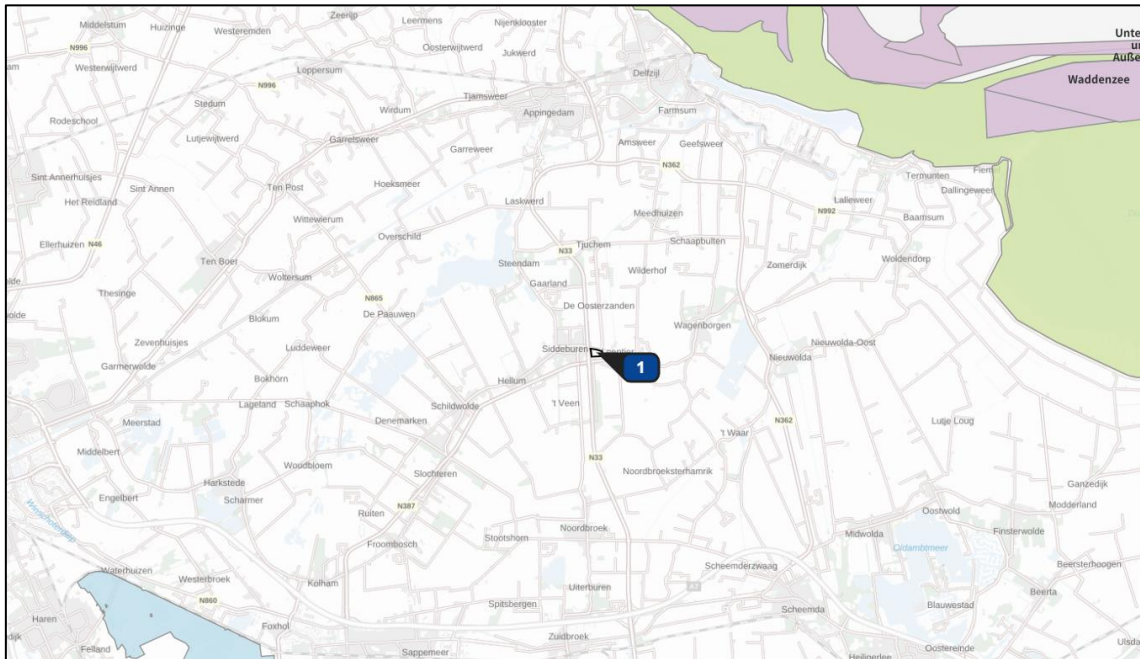 Middelstum
Huizinge
Zeerijp
Leermens
Nijenklooster
Westeremden
Unte
u
Auße
N996
Oosterwijtwerd
Jukwerd
Westerwijtwerd
Loppersum
Delfzijl
Waddenzee
N996
Tjamsweer
Stedum
Wirdum
Appingedam
Farmsum
Rodeschool
Lutjewijtwerd
Garrelsweer
Garreweer
Amsweer
Geefsweer
N362
Fiem
Sint Annerhuisjes
Sint Annen
Ten Post
Hoeksmeer
Termunten
Dallingeweer
Het Reidland
Laskwerd
Lalleweer
Wittewierum
Meedhuizen
N992
Baamsum
Ellerhuizen
N46
Overschild
Tjuchem
Schaapbulten
N33
Ten Boer
Steendam
Woldendorp
Woltersum
Wilderhof
Zomerdijk
Gaarland
Thesinge
N865
De Oosterzanden
De Paauwen
Blokum
Wagenborgen
Zevenhuisjes
Luddeweer
Siddeburen
Nieuwolda-Oost
Garmerwolde
Nieuwolda
1
Bokhörn
Hellum
Lageland
Schaaphok
Schildwolde
't Veen
Meerstad
Denemarken
N362
Lutje Loug
't Waar
Middelbert
Woudbloem
N33
Slochteren
Noordbroeksterhamrik
Harkstede
Ganzedijk
Engelbert
Scharmer
N387
Modderland
Oostwold
Ruiten
Noordbroek
Finsterwolde
Froombosch
Stootshorn
Midwolda
Oldambtmeer
Scheemderzwaag
Beersterhoogen
Waterhuizen
Westerbroek
Kolham
Uiterburen
A7
Beerta
N860
Spitsbergen
Blauwestad
Haren
Foxhol
Scheemda
Zuidbroek
Felland
Sappemeer
Oostereinde
Heiligerlee